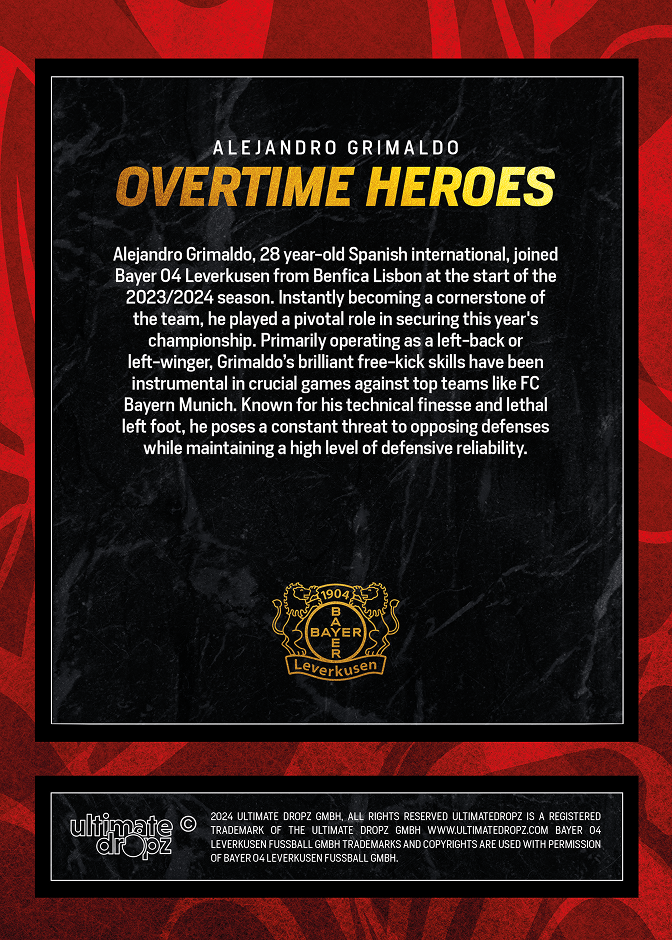 ALEJANDRO GRIMALDO
OVERTIME HEROES
Alejandro Grimaldo, 28 year-old Spanish international, joined
Bayer 04 Leverkusen from Benfica Lisbon at the start of the
2023/2024 season. Instantly becoming a cornerstone of
the team, he played a pivotal role in securing this year's
championship. Primarily operating as a left-back or
left-winger, Grimaldo’s brilliant free-kick skills have been
instrumental in crucial games against top teams like FC
Bayern Munich. Known for his technical finesse and lethal
left foot, he poses a constant threat to opposing defenses
while maintaining a high level of defensive reliability.
1904
BAYER
BAYER
Leverkusen
ultimate
dropz
©
2024 ULTIMATE DROPZ GMBH, ALL RIGHTS RESERVED ULTIMATEDROPZ IS A REGISTERED
TRADEMARK OF THE ULTIMATE DROPZ GMBH WWW.ULTIMATEDROPZ.COM BAYER 04
LEVERKUSEN FUSSBALL GMBH TRADEMARKS AND COPYRIGHTS ARE USED WITH PERMISSION
OF BAYER 04 LEVERKUSEN FUSSBALL GMBH.